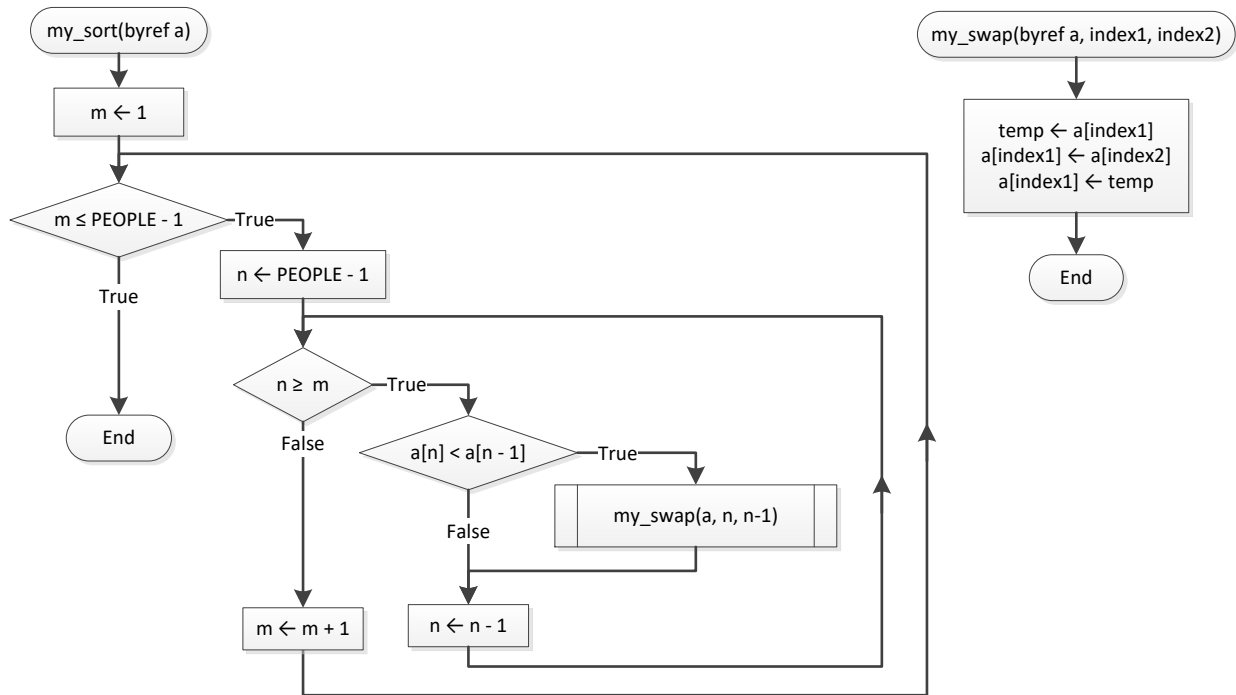 my_sort(byref a)
m ← 1
m ≤ PEOPLE - 1
True
True
n ← PEOPLE - 1
n ≥ m
True
False
a[n] < a[n - 1]
True
False
my_swap(a, n, n-1)
n ← n - 1
m ← m + 1
End
my_swap(byref a, index1, index2)
temp ← a[index1]
a[index1] ← a[index2]
a[index1] ← temp
End